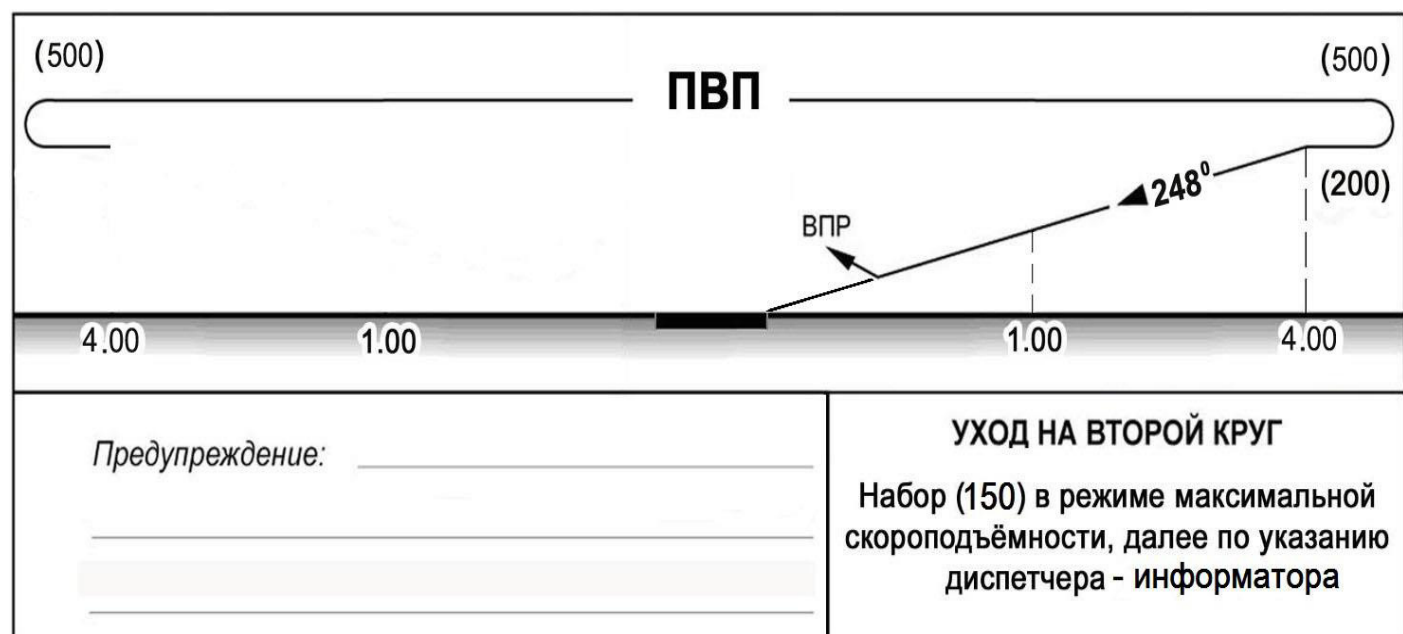 (500)
ПВП
(500)
248⁰
(200)
ВПР
4.00
1.00
1.00
4.00
Предупреждение:
УХОД НА ВТОРОЙ КРУГ
Набор (150) в режиме максимальной
скороподъёмности, далее по указанию
диспетчера - информатора